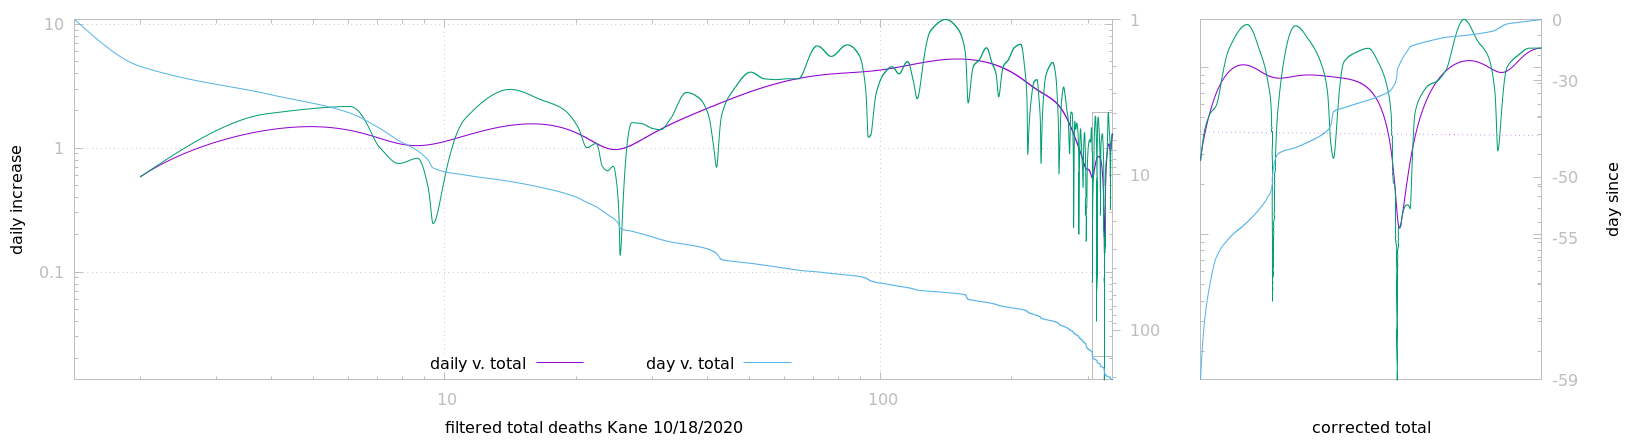 10
1
0.1
daily increase
10
100
filtered total deaths Kane 10/18/2020
daily v. total
day v. total
1
10
100
0
-30
-50
-55
-59
day since
corrected total